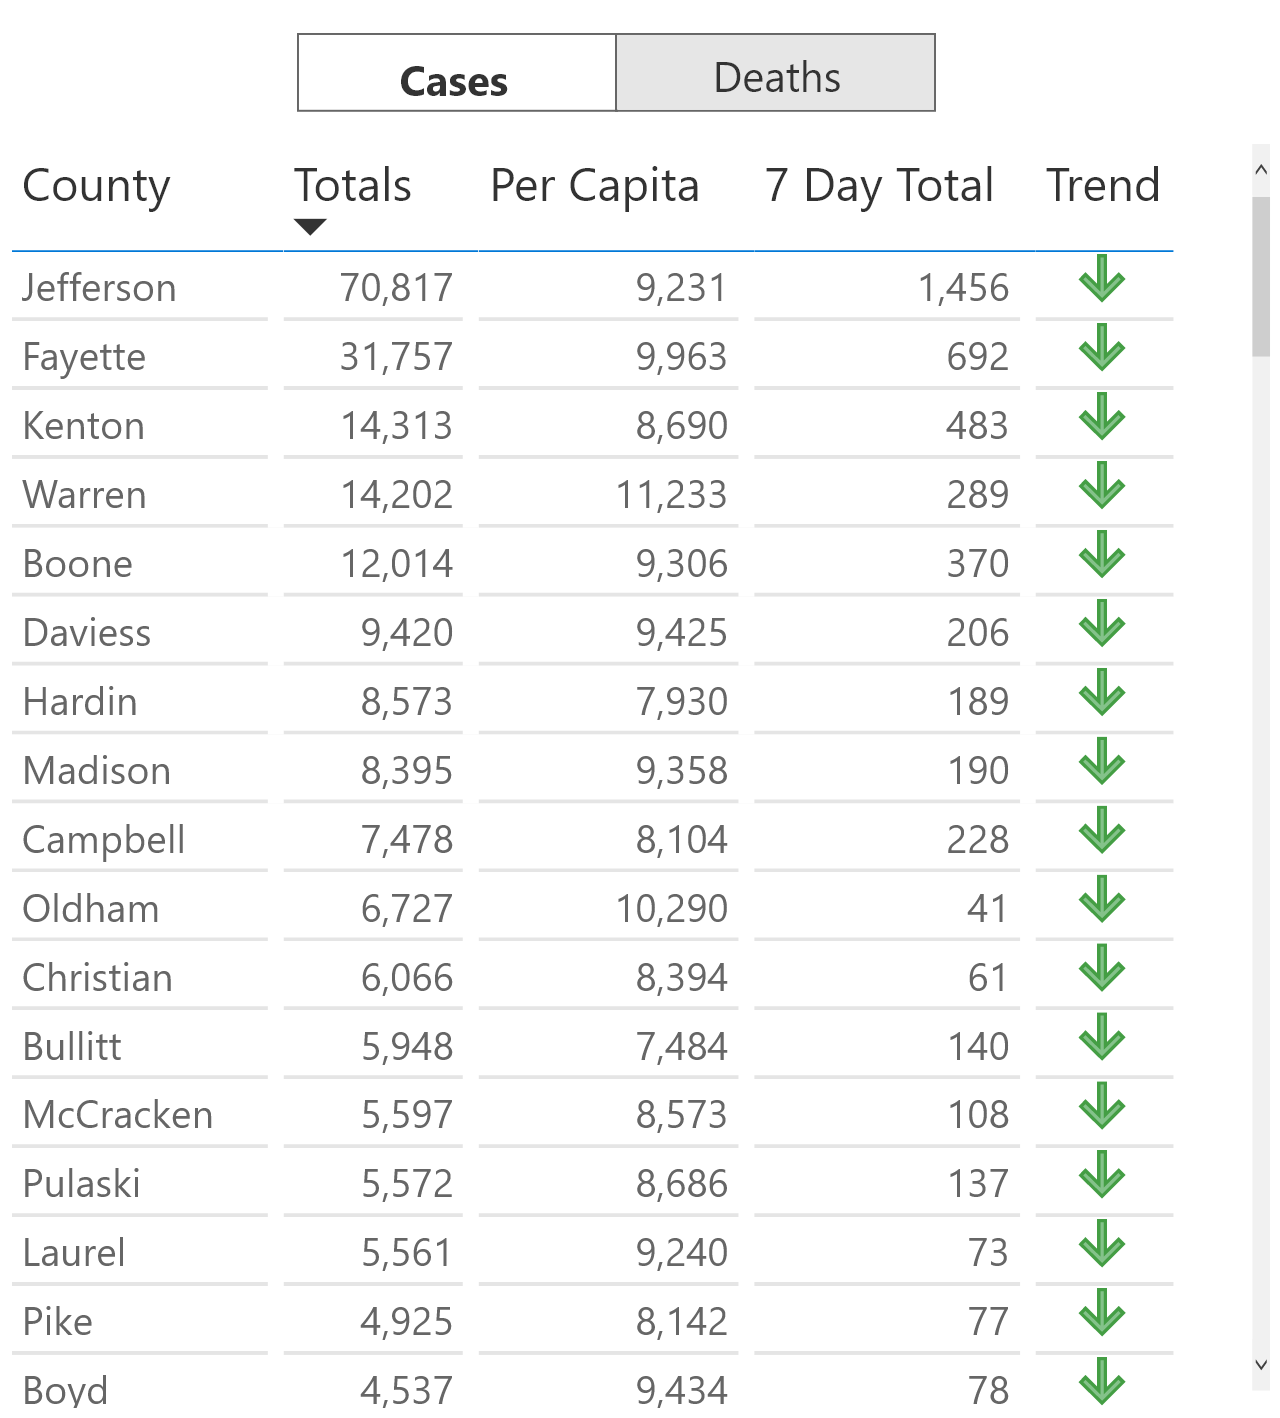 Cases Deaths
County Totals Per Capita 7 Day Total Trend
Jefferson 70,817 9,231 1,456
Fayette 31,757 9,963 692
Kenton 14,313 8,690 483
Warren 14,202 11,233 289
Boone 12,014 9,306 370
Daviess 9,420 9,425 206
Hardin 8,573 7,930 189
Madison 8,395 9,358 190
Campbell 7,478 8,104 228
Oldham 6,727 10,290 41
Christian 6,066 8,394 61
Bullitt 5,948 7,484 140
McCracken 5,597 8,573 108
Pulaski 5,572 8,686 137
Laurel 5,561 9,240 73
Pike 4,925 8,142 77
Boyd 4,537 9,434 78